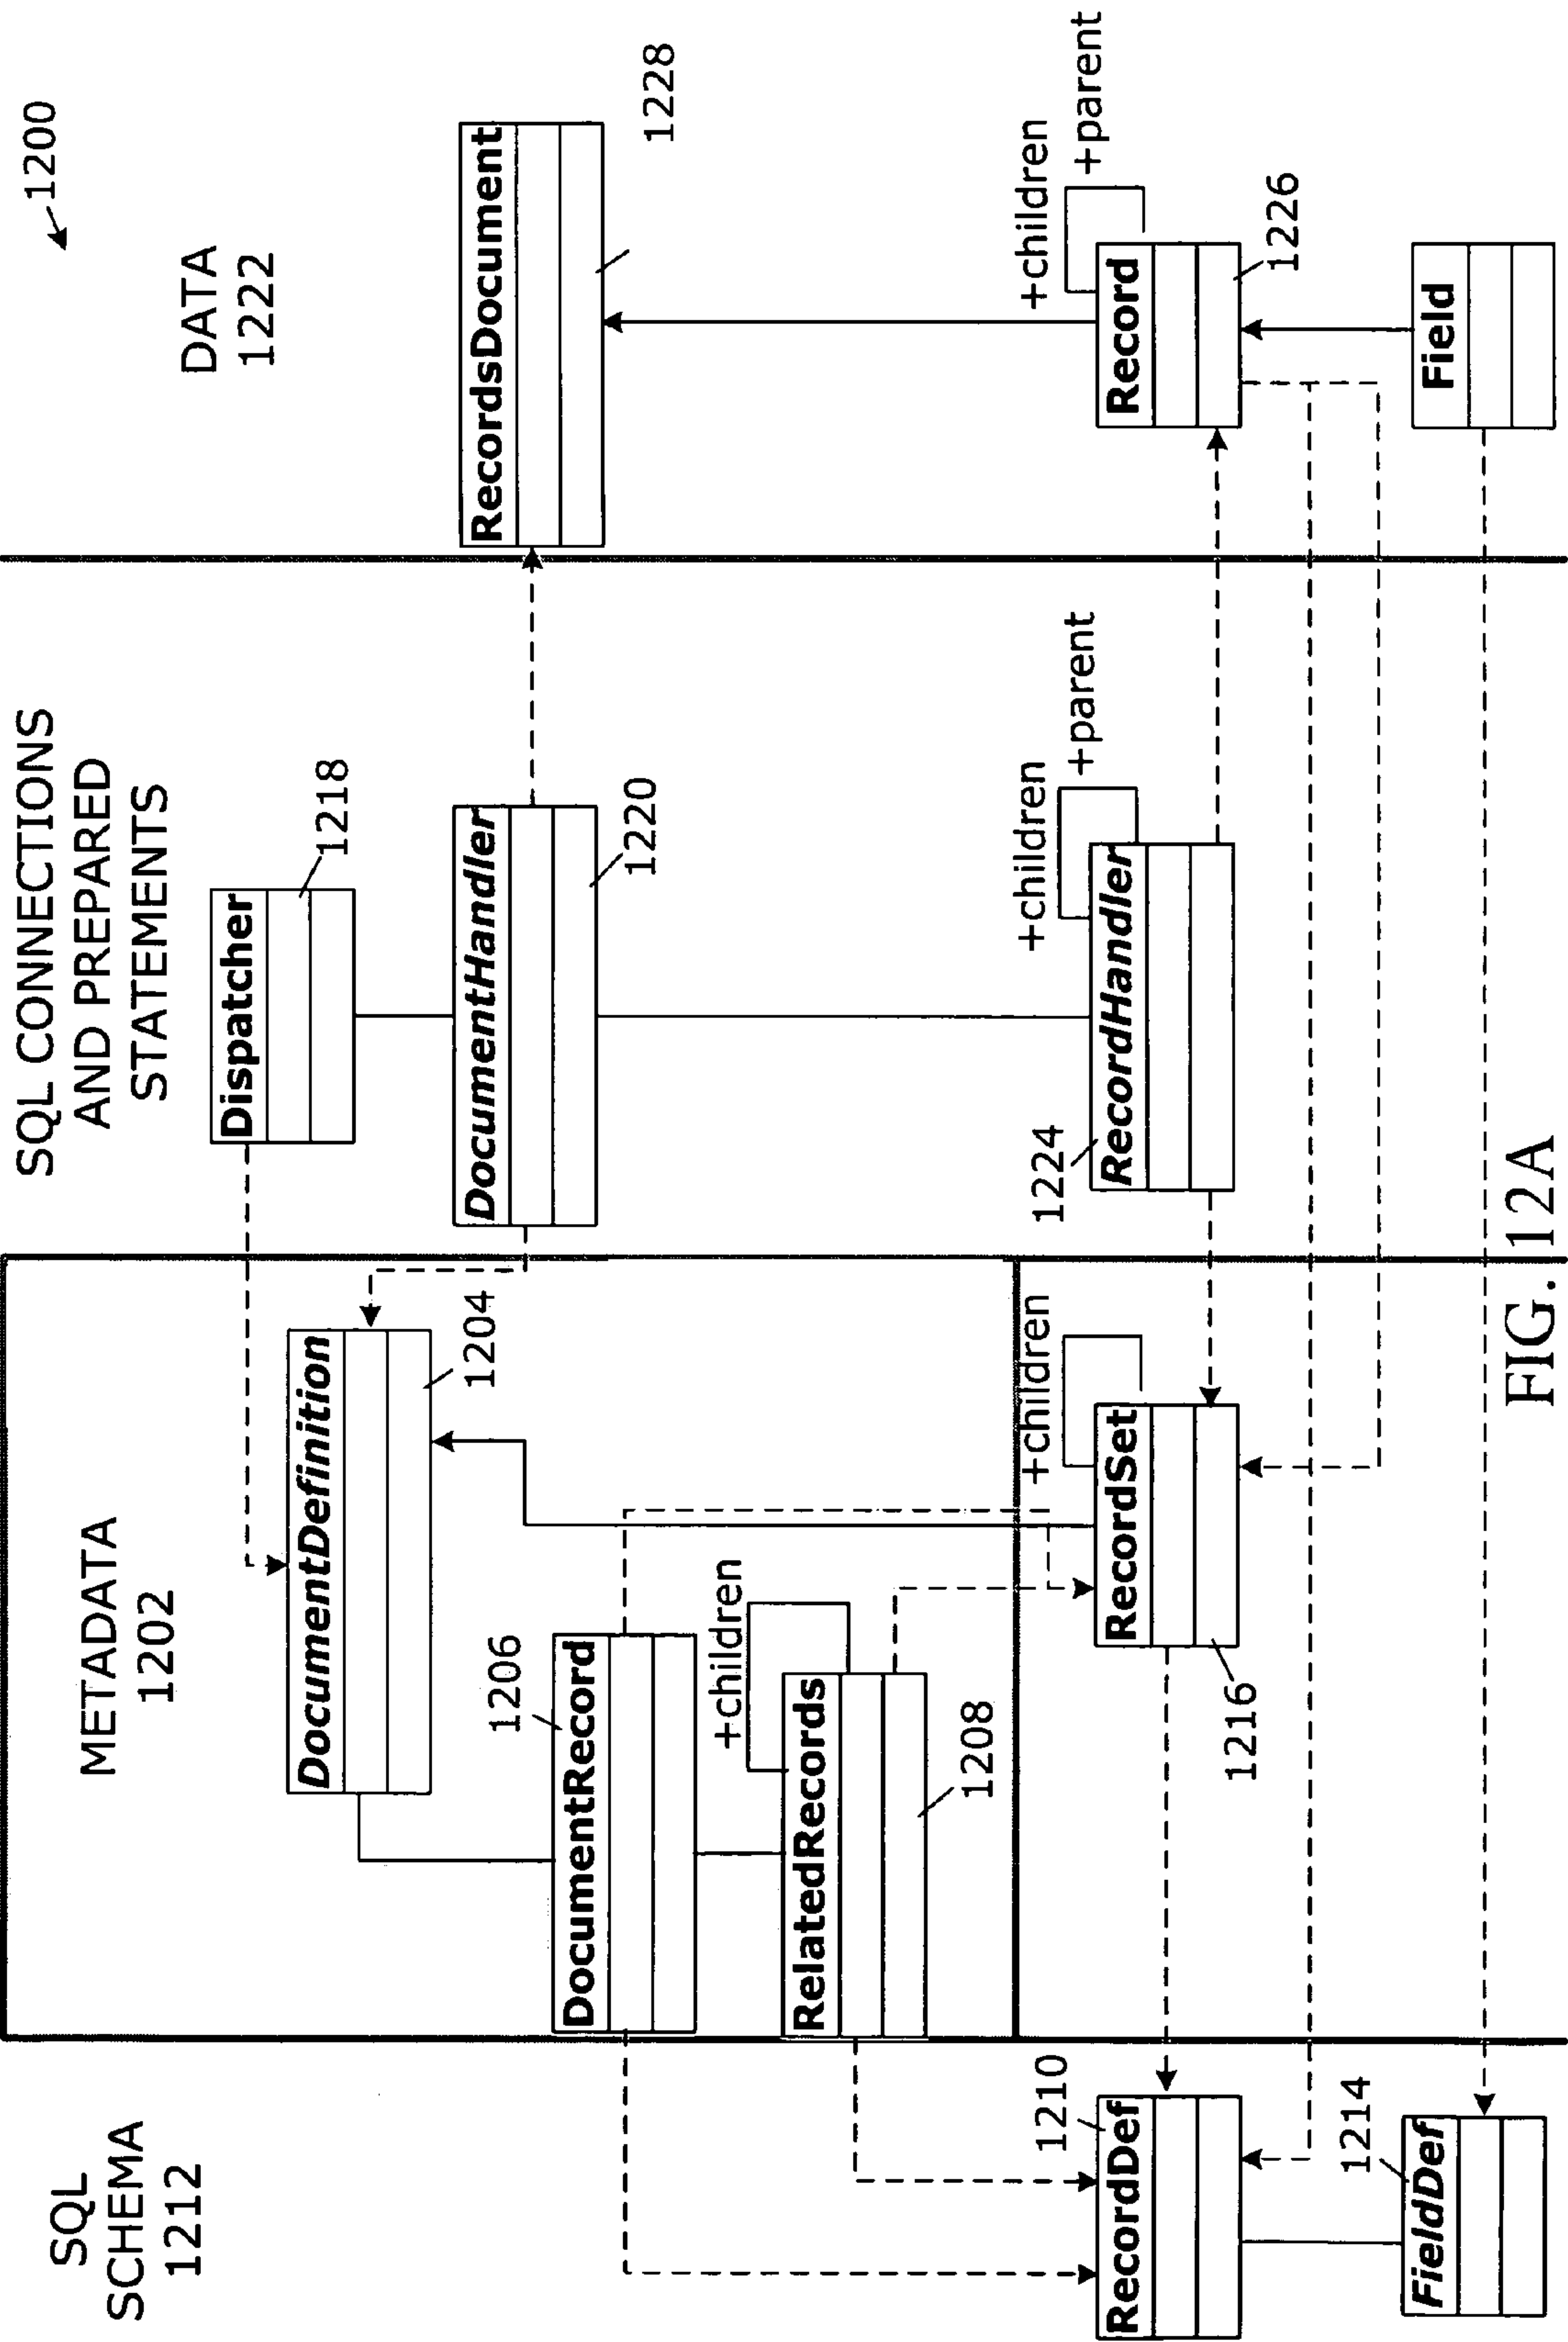 1200
SQL
SCHEMA
1212
METADATA
1202
SQL CONNECTIONS
AND PREPARED
STATEMENTS
DATA
1222
Dispatcher
1218
DocumentDefinition
1204
DocumentHandler
1220
RecordsDocument
1228
DocumentRecord
1206
+children
RelatedRecords
1208
RecordDef
1210
RecordSet
1216
+children
RecordHandler
1224
+children
+parent
Record
1226
+children
+parent
FieldDef
1214
Field
FIG. 12A